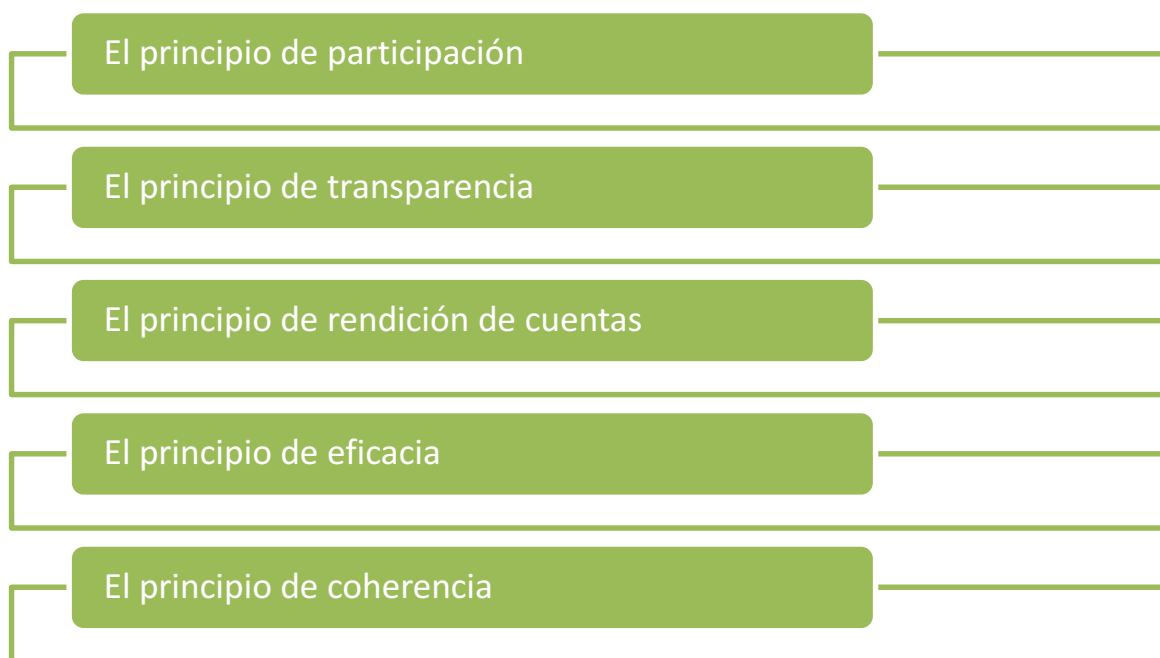 El principio de participación
El principio de transparencia
El principio de rendición de cuentas
El principio de eficacia
El principio de coherencia